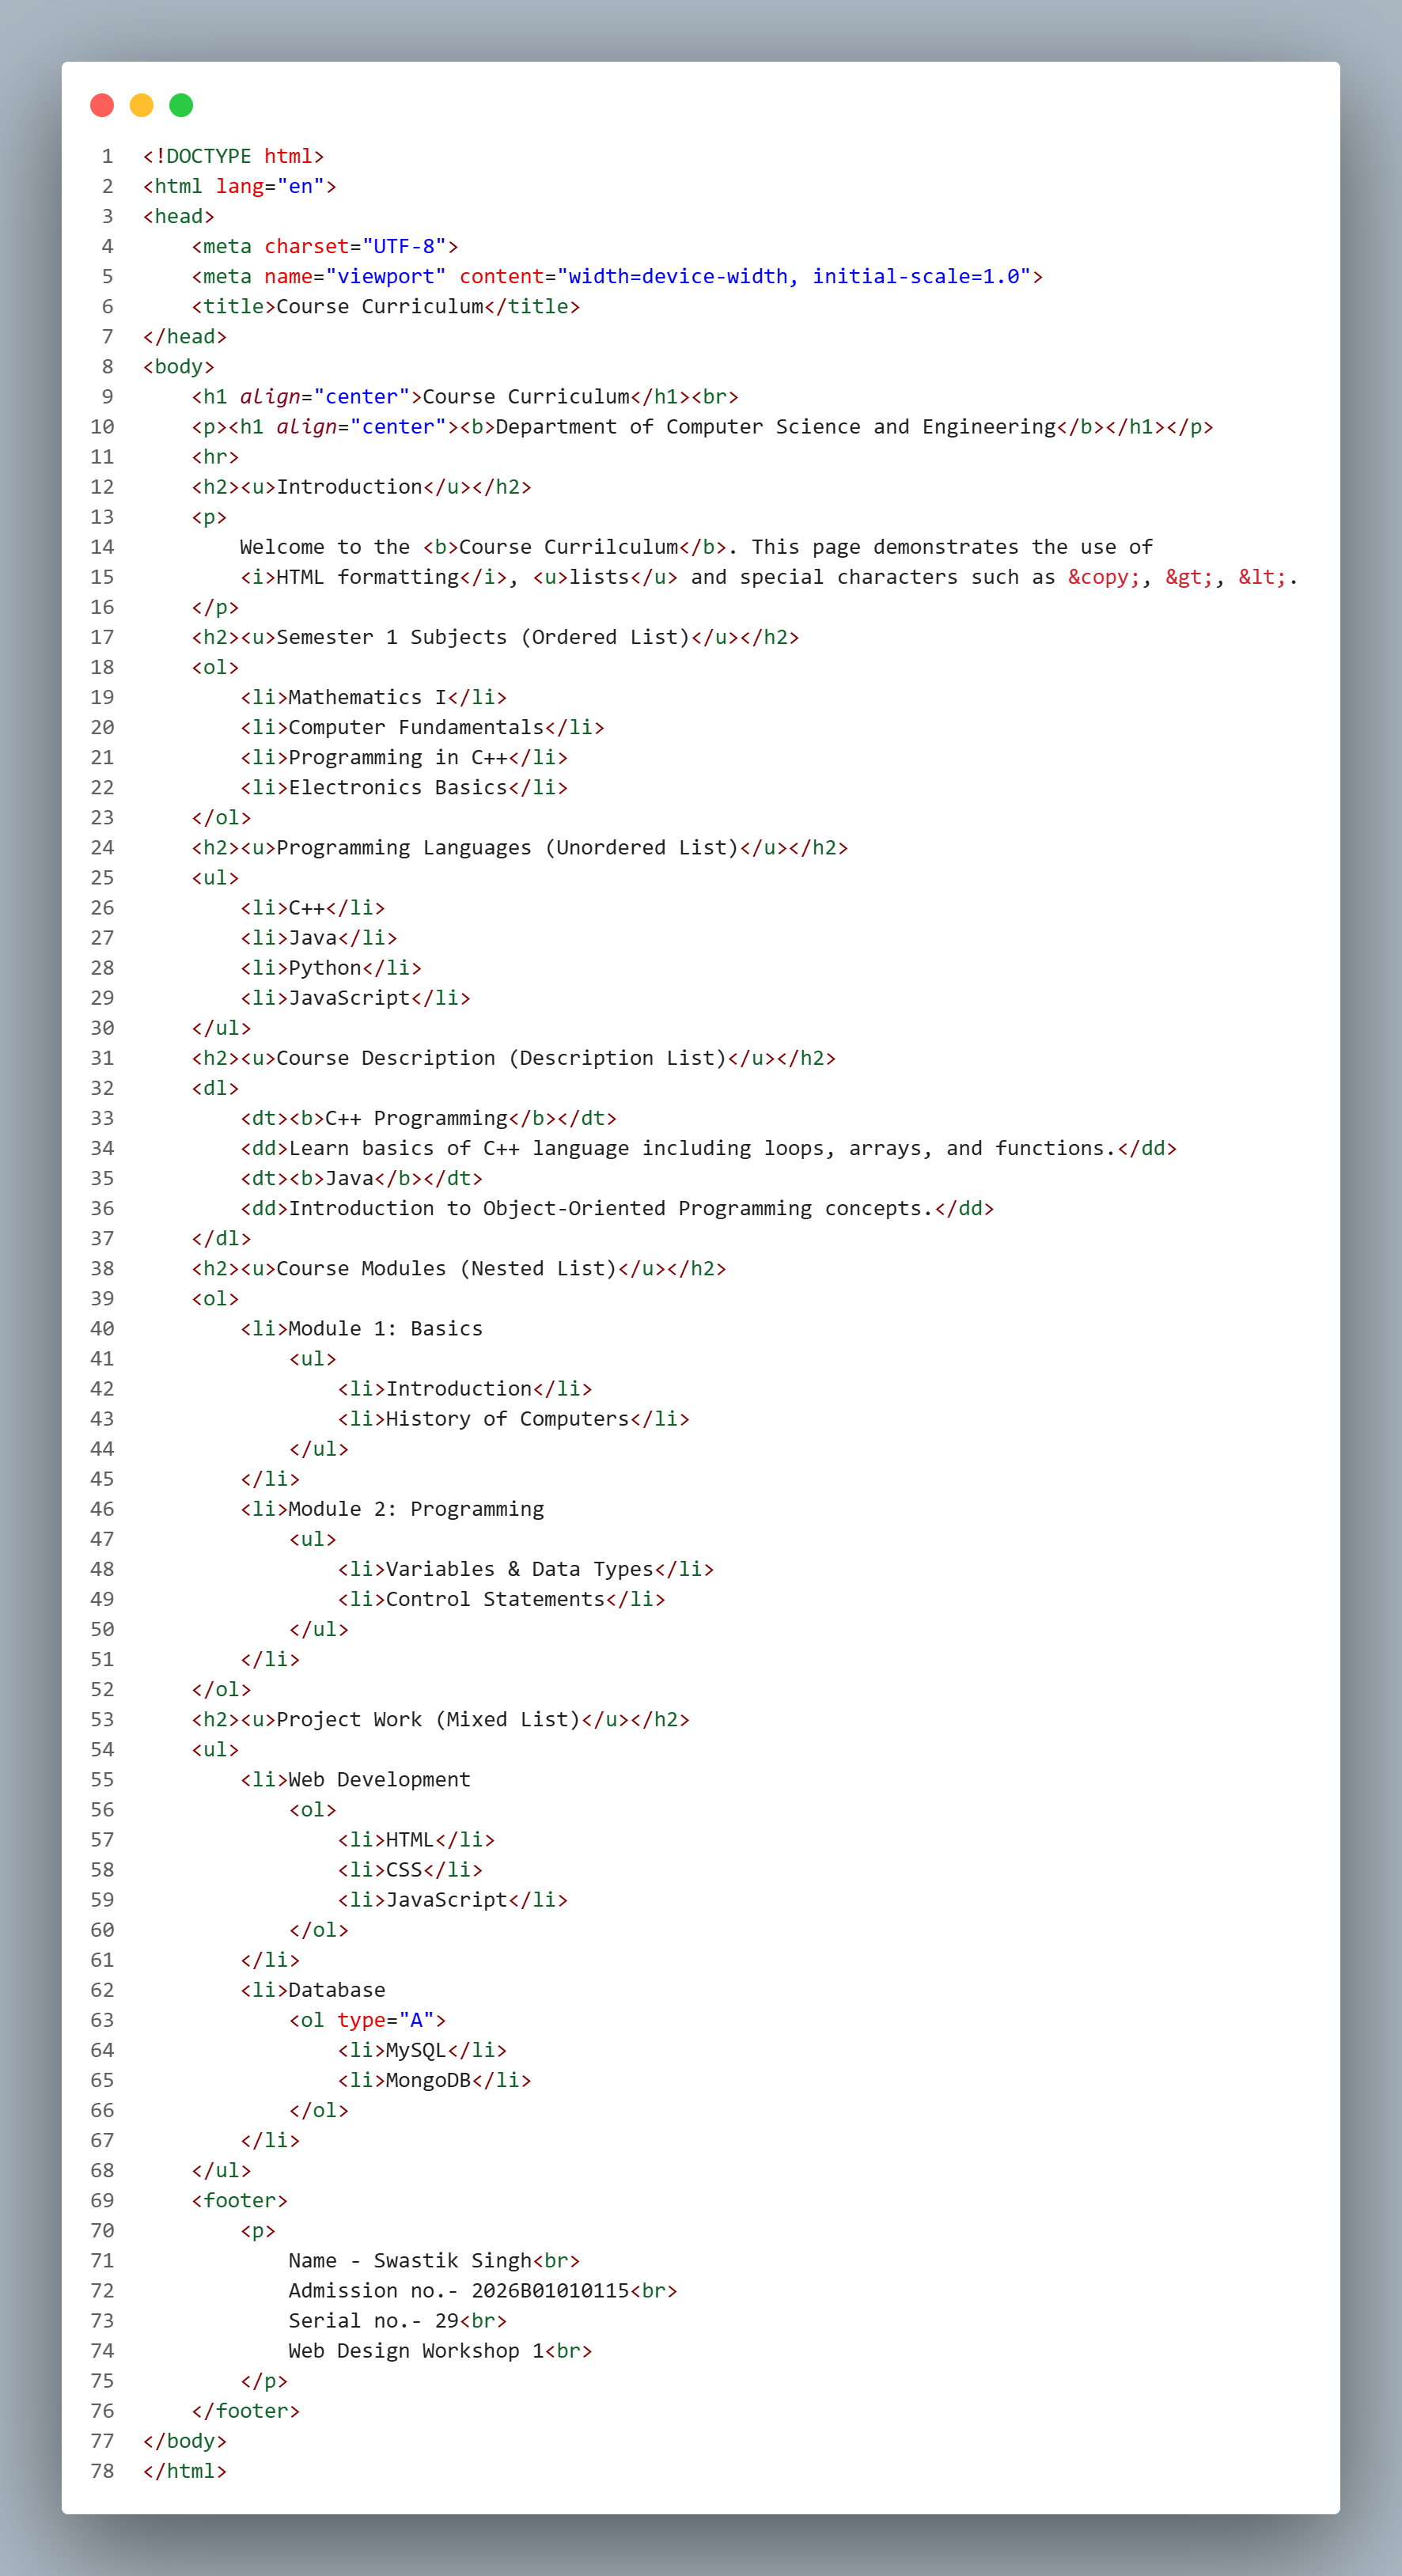 1 <!DOCTYPE html>
2 <html lang="en">
3 <head>
4     <meta charset="UTF-8">
5     <meta name="viewport" content="width=device-width, initial-scale=1.0">
6     <title>Course Curriculum</title>
7 </head>
8 <body>
9     <h1 align="center">Course Curriculum</h1><br>
10     <p><h1 align="center"><b>Department of Computer Science and Engineering</b></h1></p>
11     <hr>
12     <h2><u>Introduction</u></h2>
13     <p>
14         Welcome to the <b>Course Currilculum</b>. This page demonstrates the use of
15         <i>HTML formatting</i>, <u>lists</u> and special characters such as &copy;, &gt;, &lt;.
16     </p>
17     <h2><u>Semester 1 Subjects (Ordered List)</u></h2>
18     <ol>
19         <li>Mathematics I</li>
20         <li>Computer Fundamentals</li>
21         <li>Programming in C++</li>
22         <li>Electronics Basics</li>
23     </ol>
24     <h2><u>Programming Languages (Unordered List)</u></h2>
25     <ul>
26         <li>C++</li>
27         <li>Java</li>
28         <li>Python</li>
29         <li>JavaScript</li>
30     </ul>
31     <h2><u>Course Description (Description List)</u></h2>
32     <dl>
33         <dt><b>C++ Programming</b></dt>
34         <dd>Learn basics of C++ language including loops, arrays, and functions.</dd>
35         <dt><b>Java</b></dt>
36         <dd>Introduction to Object-Oriented Programming concepts.</dd>
37     </dl>
38     <h2><u>Course Modules (Nested List)</u></h2>
39     <ol>
40         <li>Module 1: Basics
41             <ul>
42                 <li>Introduction</li>
43                 <li>History of Computers</li>
44             </ul>
45         </li>
46         <li>Module 2: Programming
47             <ul>
48                 <li>Variables & Data Types</li>
49                 <li>Control Statements</li>
50             </ul>
51         </li>
52     </ol>
53     <h2><u>Project Work (Mixed List)</u></h2>
54     <ul>
55         <li>Web Development
56             <ol>
57                 <li>HTML</li>
58                 <li>CSS</li>
59                 <li>JavaScript</li>
60             </ol>
61         </li>
62         <li>Database
63             <ol type="A">
64                 <li>MySQL</li>
65                 <li>MongoDB</li>
66             </ol>
67         </li>
68     </ul>
69     <footer>
70         <p>
71             Name - Swastik Singh<br>
72             Admission no.- 2026B01010115<br>
73             Serial no.- 29<br>
74             Web Design Workshop 1<br>
75         </p>
76     </footer>
77 </body>
78 </html>